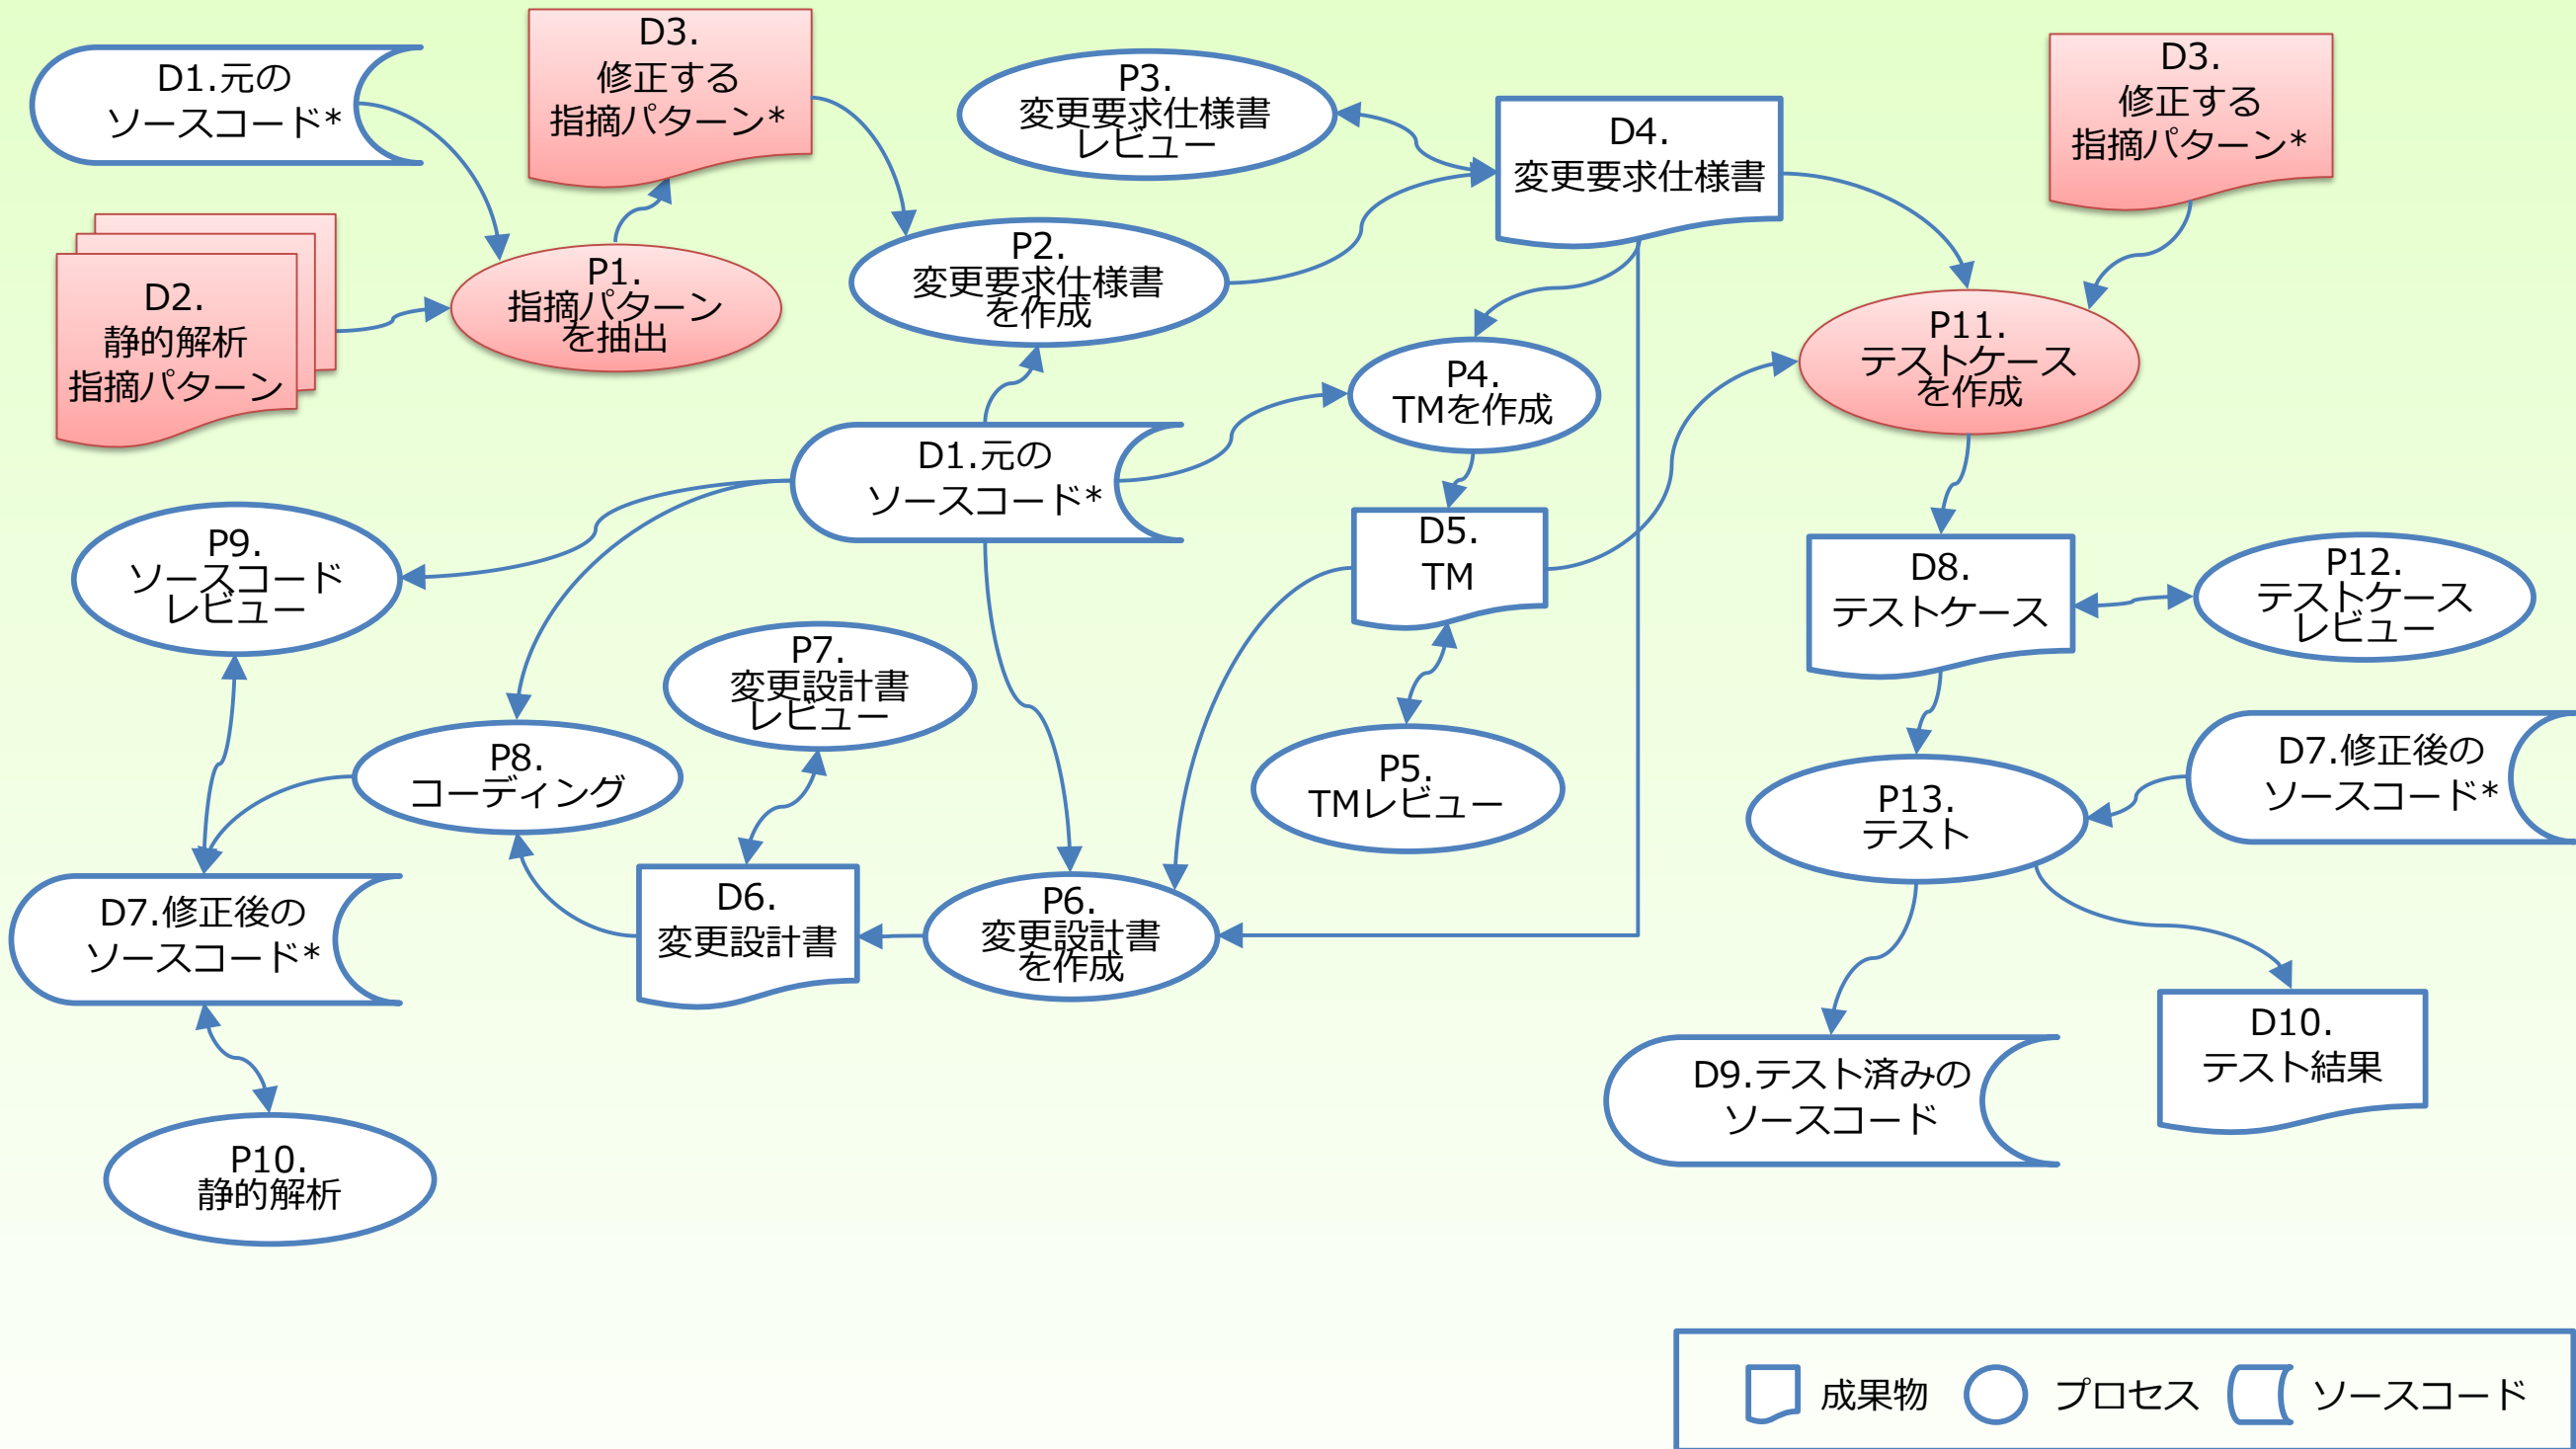 D1.元の
ソースコード*
D3.
修正する
指摘パターン*
P3.
変更要求仕様書
レビュー
D4.
変更要求仕様書
D3.
修正する
指摘パターン*
D2.
静的解析
指摘パターン
P1.
指摘パターン
を抽出
P2.
変更要求仕様書
を作成
P4.
TMを作成
P11.
テストケース
を作成
D1.元の
ソースコード*
P9.
ソースコード
レビュー
D5.
TM
D8.
テストケース
P12.
テストケース
レビュー
P7.
変更設計書
レビュー
P8.
コーディング
P5.
TMレビュー
P13.
テスト
D7.修正後の
ソースコード*
D7.修正後の
ソースコード*
D6.
変更設計書
P6.
変更設計書
を作成
D9.テスト済みの
ソースコード
D10.
テスト結果
P10.
静的解析
成果物
プロセス
ソースコード